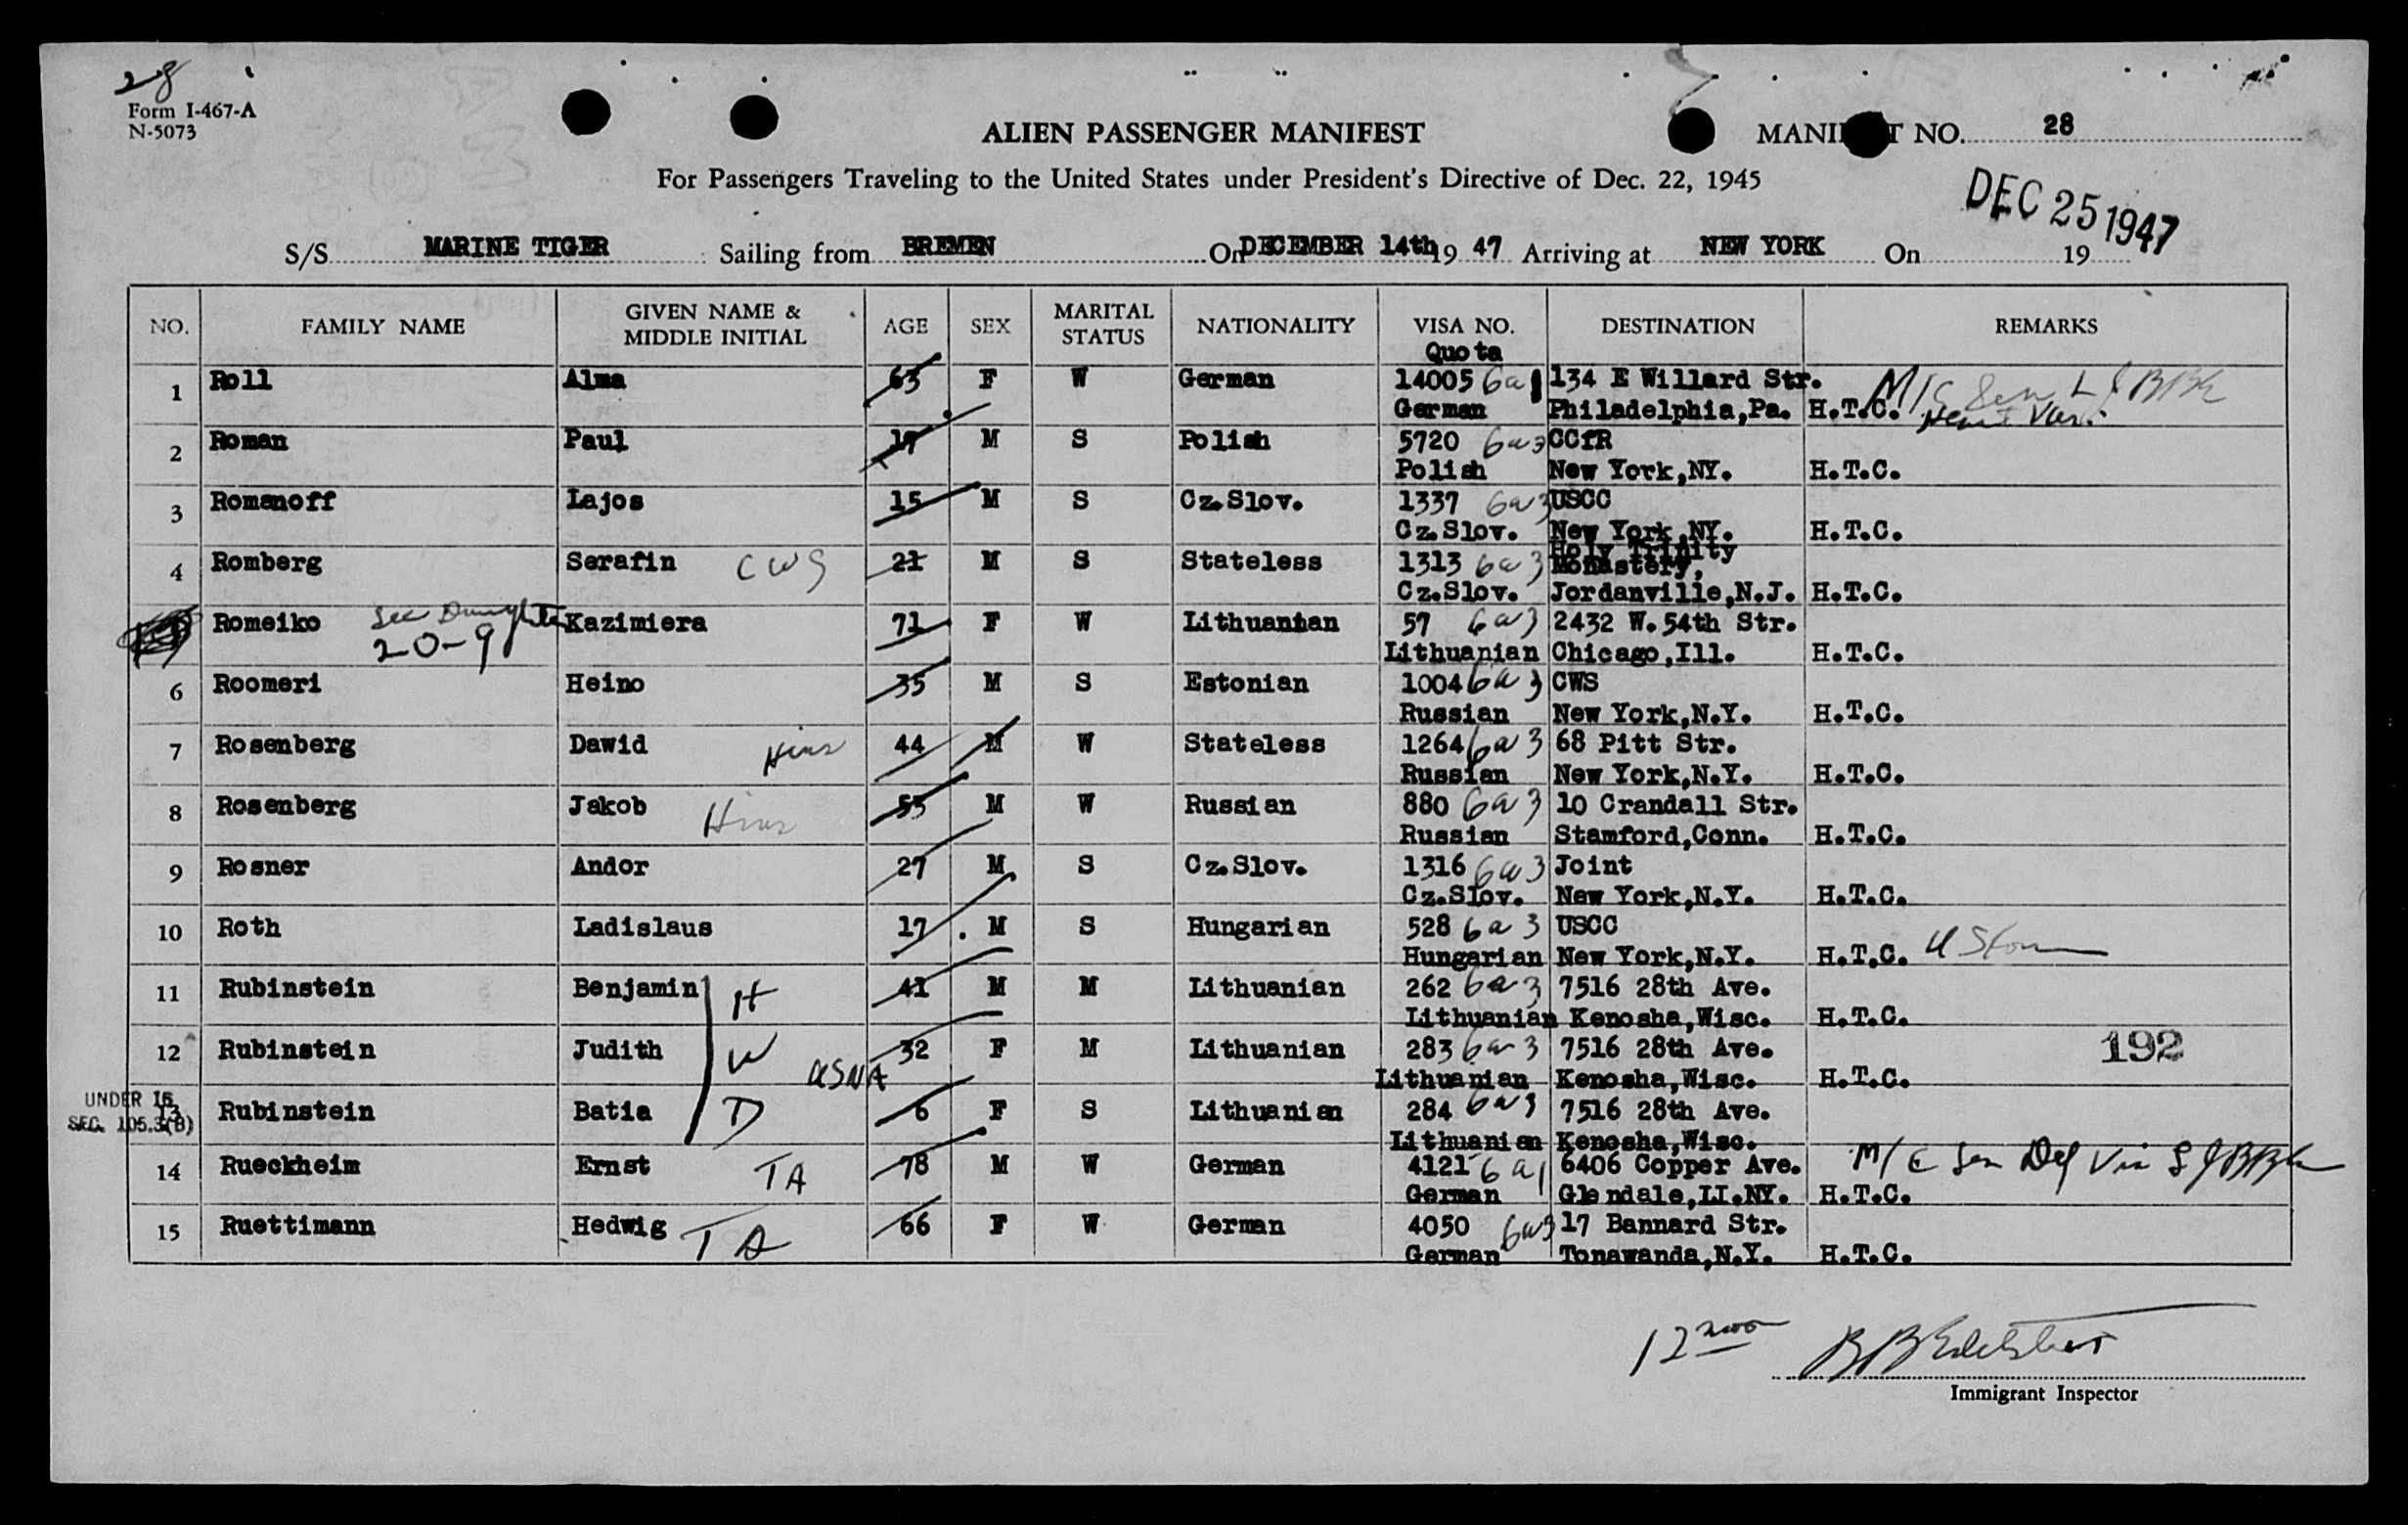 28
Form I-467-A
N-5073
ALIEN PASSENGER MANIFEST
MANIFEST NO. 28
For Passengers Traveling to the United States under President's Directive of Dec. 22, 1945
DEC 25 1947
S/S MARINE TIGER Sailing from BREMEN On DECEMBER 14th 19 47 Arriving at NEW YORK On 19
NO. FAMILY NAME GIVEN NAME & MIDDLE INITIAL AGE SEX MARITAL STATUS NATIONALITY VISA NO. Quota DESTINATION REMARKS
1 Roll Alma 63 F W German 14005 6a1 134 E Willard Str.
German Philadelphia,Pa. H.T.C.
2 Roman Paul 17 M S Polish 5720 6a3 CCfR
Polish New York,NY. H.T.C.
3 Romanoff Lajos 15 M S Cz.Slov. 1337 6a3 USCC
Cz.Slov. New York,NY. H.T.C.
4 Romberg Serafin CWS 21 M S Stateless 1313 6a3 Holy Trinity Monastery,
Cz.Slov. Jordanville,N.J. H.T.C.
Romeiko See Daughter Kazimiera 71 F W Lithuanian 57 6a3 2432 W.54th Str.
20-9 Lithuanian Chicago,Ill. H.T.C.
6 Roomeri Heino 35 M S Estonian 1004 6a3 CWS
Russian New York,N.Y. H.T.C.
7 Rosenberg Dawid Hias 44 M W Stateless 1264 6a3 68 Pitt Str.
Russian New York,N.Y. H.T.C.
8 Rosenberg Jakob Hias 53 M W Russian 880 6a3 10 Crandall Str.
Russian Stamford,Conn. H.T.C.
9 Rosner Andor 27 M S Cz.Slov. 1316 6a3 Joint
Cz.Slov. New York,N.Y. H.T.C.
10 Roth Ladislaus 17 M S Hungarian 528 6a3 USCC
Hungarian New York,N.Y. H.T.C.
11 Rubinstein Benjamin H 41 M M Lithuanian 262 6a3 7516 28th Ave.
Lithuanian Kenosha,Wisc. H.T.C.
12 Rubinstein Judith W 32 F M Lithuanian 283 6a3 7516 28th Ave. 192
USNA Lithuanian Kenosha,Wisc. H.T.C.
UNDER 16
SEC. 105.3(B)
13 Rubinstein Batia D 6 F S Lithuanian 284 6a3 7516 28th Ave.
Lithuanian Kenosha,Wisc.
14 Rueckheim Ernst TA 78 M W German 4121 6a1 6406 Copper Ave.
German Glendale,LI.NY. H.T.C.
15 Ruettimann Hedwig TA 66 F W German 4050 6a3 17 Bannard Str.
German Tonawanda,N.Y. H.T.C.
12
Immigrant Inspector